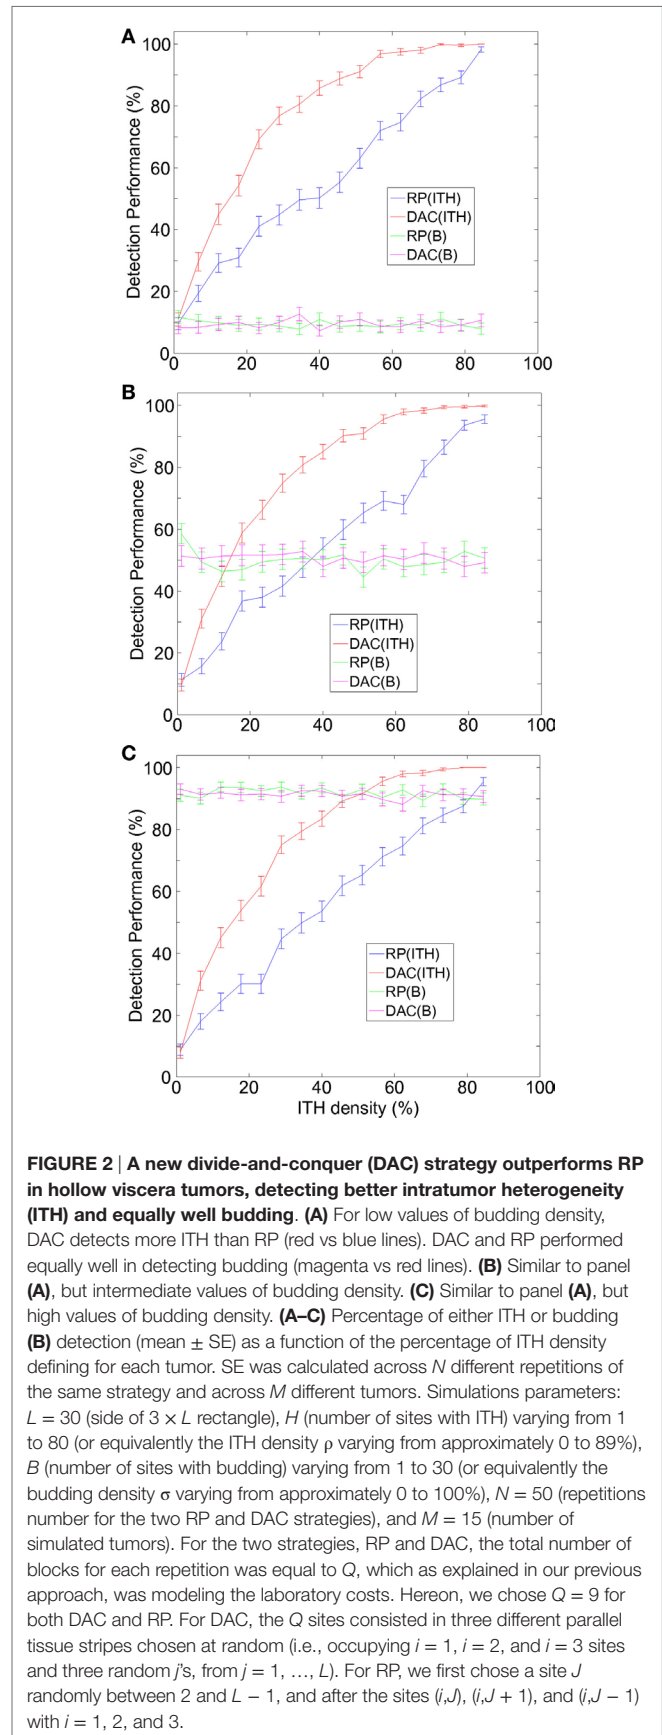 A
100
80
60
40
20
0
Detection Performance (%)
RP(ITH)
DAC(ITH)
RP(B)
DAC(B)
0 20 40 60 80 100
B
100
80
60
40
20
0
Detection Performance (%)
RP(ITH)
DAC(ITH)
RP(B)
DAC(B)
0 20 40 60 80 100
C
100
80
60
40
20
0
Detection Performance (%)
RP(ITH)
DAC(ITH)
RP(B)
DAC(B)
0 20 40 60 80 100
ITH density (%)
FIGURE 2 | A new divide-and-conquer (DAC) strategy outperforms RP
in hollow viscera tumors, detecting better intratumor heterogeneity
(ITH) and equally well budding. (A) For low values of budding density,
DAC detects more ITH than RP (red vs blue lines). DAC and RP performed
equally well in detecting budding (magenta vs red lines). (B) Similar to panel
(A), but intermediate values of budding density. (C) Similar to panel (A), but
high values of budding density. (A–C) Percentage of either ITH or budding
(B) detection (mean ± SE) as a function of the percentage of ITH density
defining for each tumor. SE was calculated across N different repetitions of
the same strategy and across M different tumors. Simulations parameters:
L = 30 (side of 3 × L rectangle), H (number of sites with ITH) varying from 1
to 80 (or equivalently the ITH density ρ varying from approximately 0 to 89%),
B (number of sites with budding) varying from 1 to 30 (or equivalently the
budding density σ varying from approximately 0 to 100%), N = 50 (repetitions
number for the two RP and DAC strategies), and M = 15 (number of
simulated tumors). For the two strategies, RP and DAC, the total number of
blocks for each repetition was equal to Q, which as explained in our previous
approach, was modeling the laboratory costs. Hereon, we chose Q = 9 for
both DAC and RP. For DAC, the Q sites consisted in three different parallel
tissue stripes chosen at random (i.e., occupying i = 1, i = 2, and i = 3 sites
and three random j's, from j = 1, …, L). For RP, we first chose a site J
randomly between 2 and L − 1, and after the sites (i,J), (i,J + 1), and (i,J − 1)
with i = 1, 2, and 3.